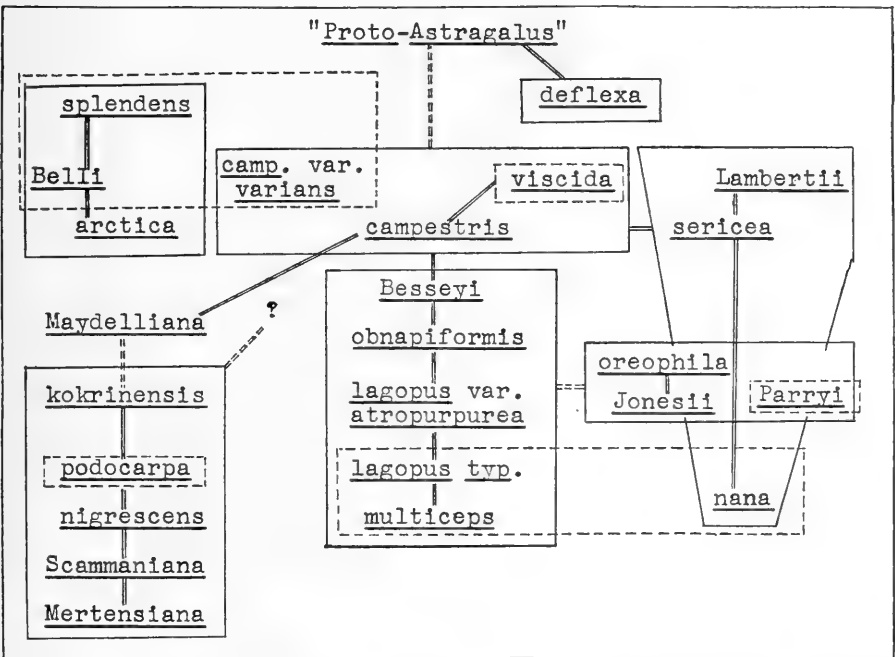 "Proto-Astragalus"
deflexa
splendens
Belli
arctica
camp. var.
varians
viscida
campestris
Lambertii
sericea
Maydelliana
?
Besseyi
obnapiformis
lagopus var.
atropurpurea
lagopus typ.
multiceps
oreophila
Jonesii
Parryi
nana
kokrinensis
podocarpa
nigrescens
Scammaniana
Mertensiana